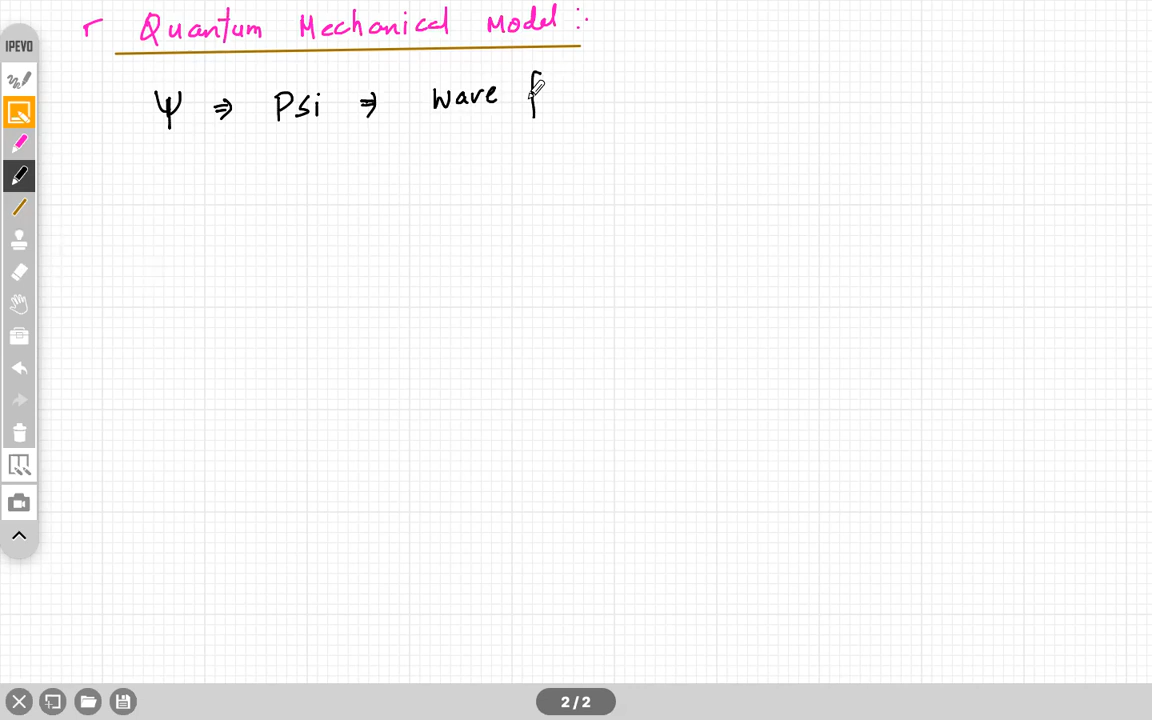 r Quantum Mechanical Model :
IPEVO
ψ ⇒ Psi ⇒ wave f
2 / 2